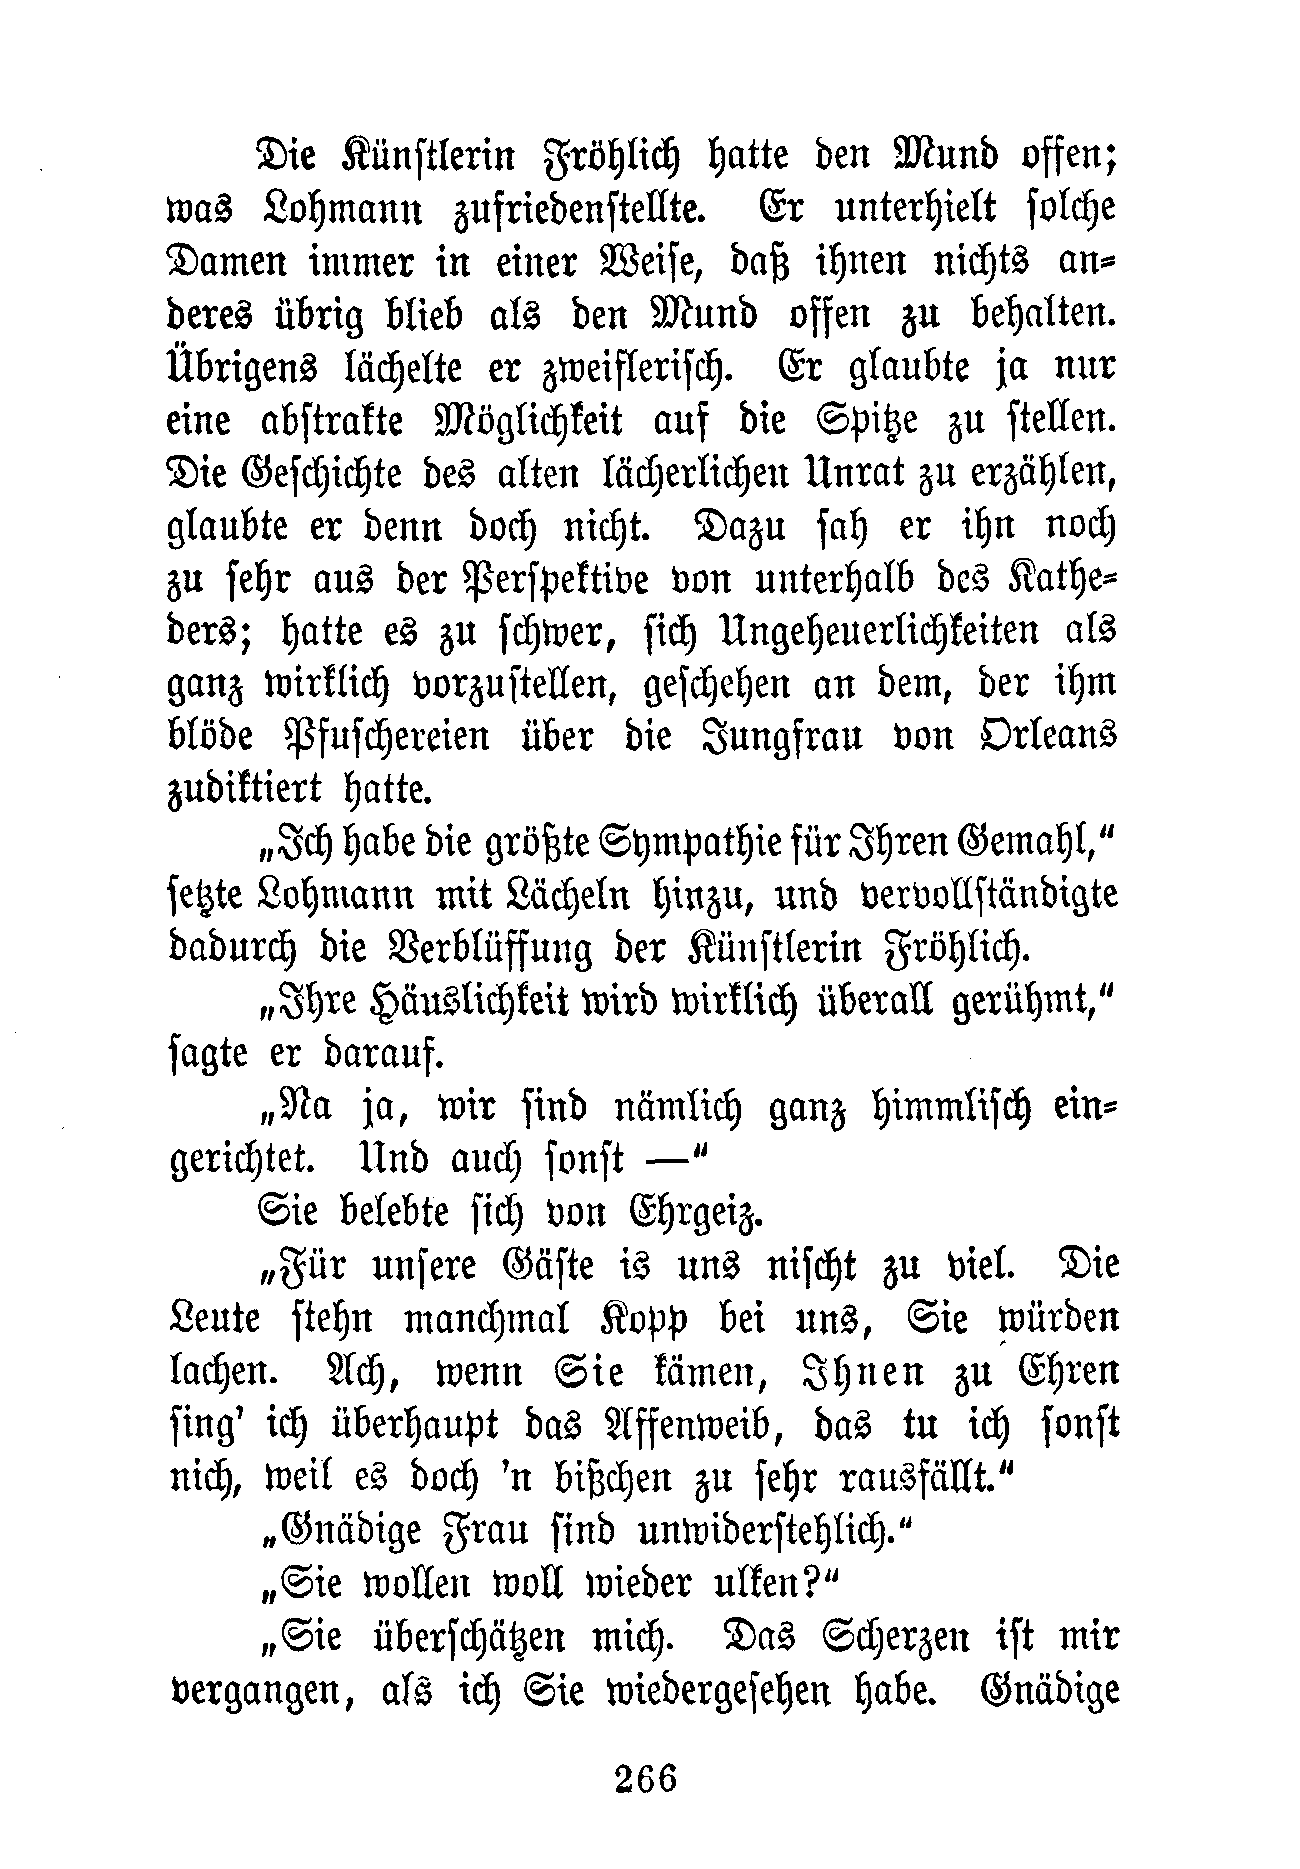 Die Künstlerin Fröhlich hatte den Mund offen;
was Lohmann zufriedenstellte. Er unterhielt solche
Damen immer in einer Weise, daß ihnen nichts an-
deres übrig blieb als den Mund offen zu behalten.
Übrigens lächelte er zweiflerisch. Er glaubte ja nur
eine abstrakte Möglichkeit auf die Spitze zu stellen.
Die Geschichte des alten lächerlichen Unrat zu erzählen,
glaubte er denn doch nicht. Dazu sah er ihn noch
zu sehr aus der Perspektive von unterhalb des Kathe-
ders; hatte es zu schwer, sich Ungeheuerlichkeiten als
ganz wirklich vorzustellen, geschehen an dem, der ihm
blöde Pfuschereien über die Jungfrau von Orleans
zudiktiert hatte.
„Ich habe die größte Sympathie für Ihren Gemahl,“
setzte Lohmann mit Lächeln hinzu, und vervollständigte
dadurch die Verblüffung der Künstlerin Fröhlich.
„Ihre Häuslichkeit wird wirklich überall gerühmt,“
sagte er darauf.
„Na ja, wir sind nämlich ganz himmlisch ein-
gerichtet. Und auch sonst —“
Sie belebte sich von Ehrgeiz.
„Für unsere Gäste is uns nischt zu viel. Die
Leute stehn manchmal Kopp bei uns, Sie würden
lachen. Ach, wenn Sie kämen, Ihnen zu Ehren
sing’ ich überhaupt das Affenweib, das tu ich sonst
nich, weil es doch ’n bißchen zu sehr rausfällt.“
„Gnädige Frau sind unwiderstehlich.“
„Sie wollen woll wieder ulken?“
„Sie überschätzen mich. Das Scherzen ist mir
vergangen, als ich Sie wiedergesehen habe. Gnädige
266